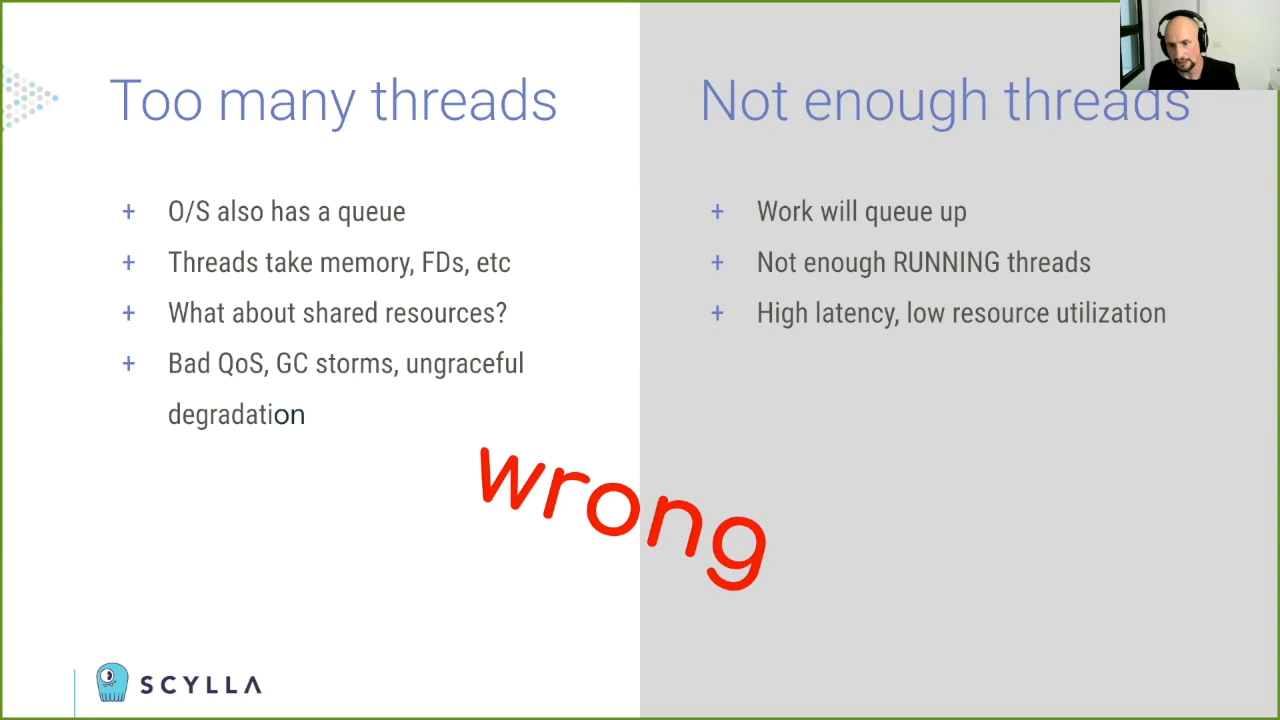 Too many threads
+ O/S also has a queue
+ Threads take memory, FDs, etc
+ What about shared resources?
+ Bad QoS, GC storms, ungraceful
degradation
Not enough threads
+ Work will queue up
+ Not enough RUNNING threads
+ High latency, low resource utilization
wrong
SCYLLA